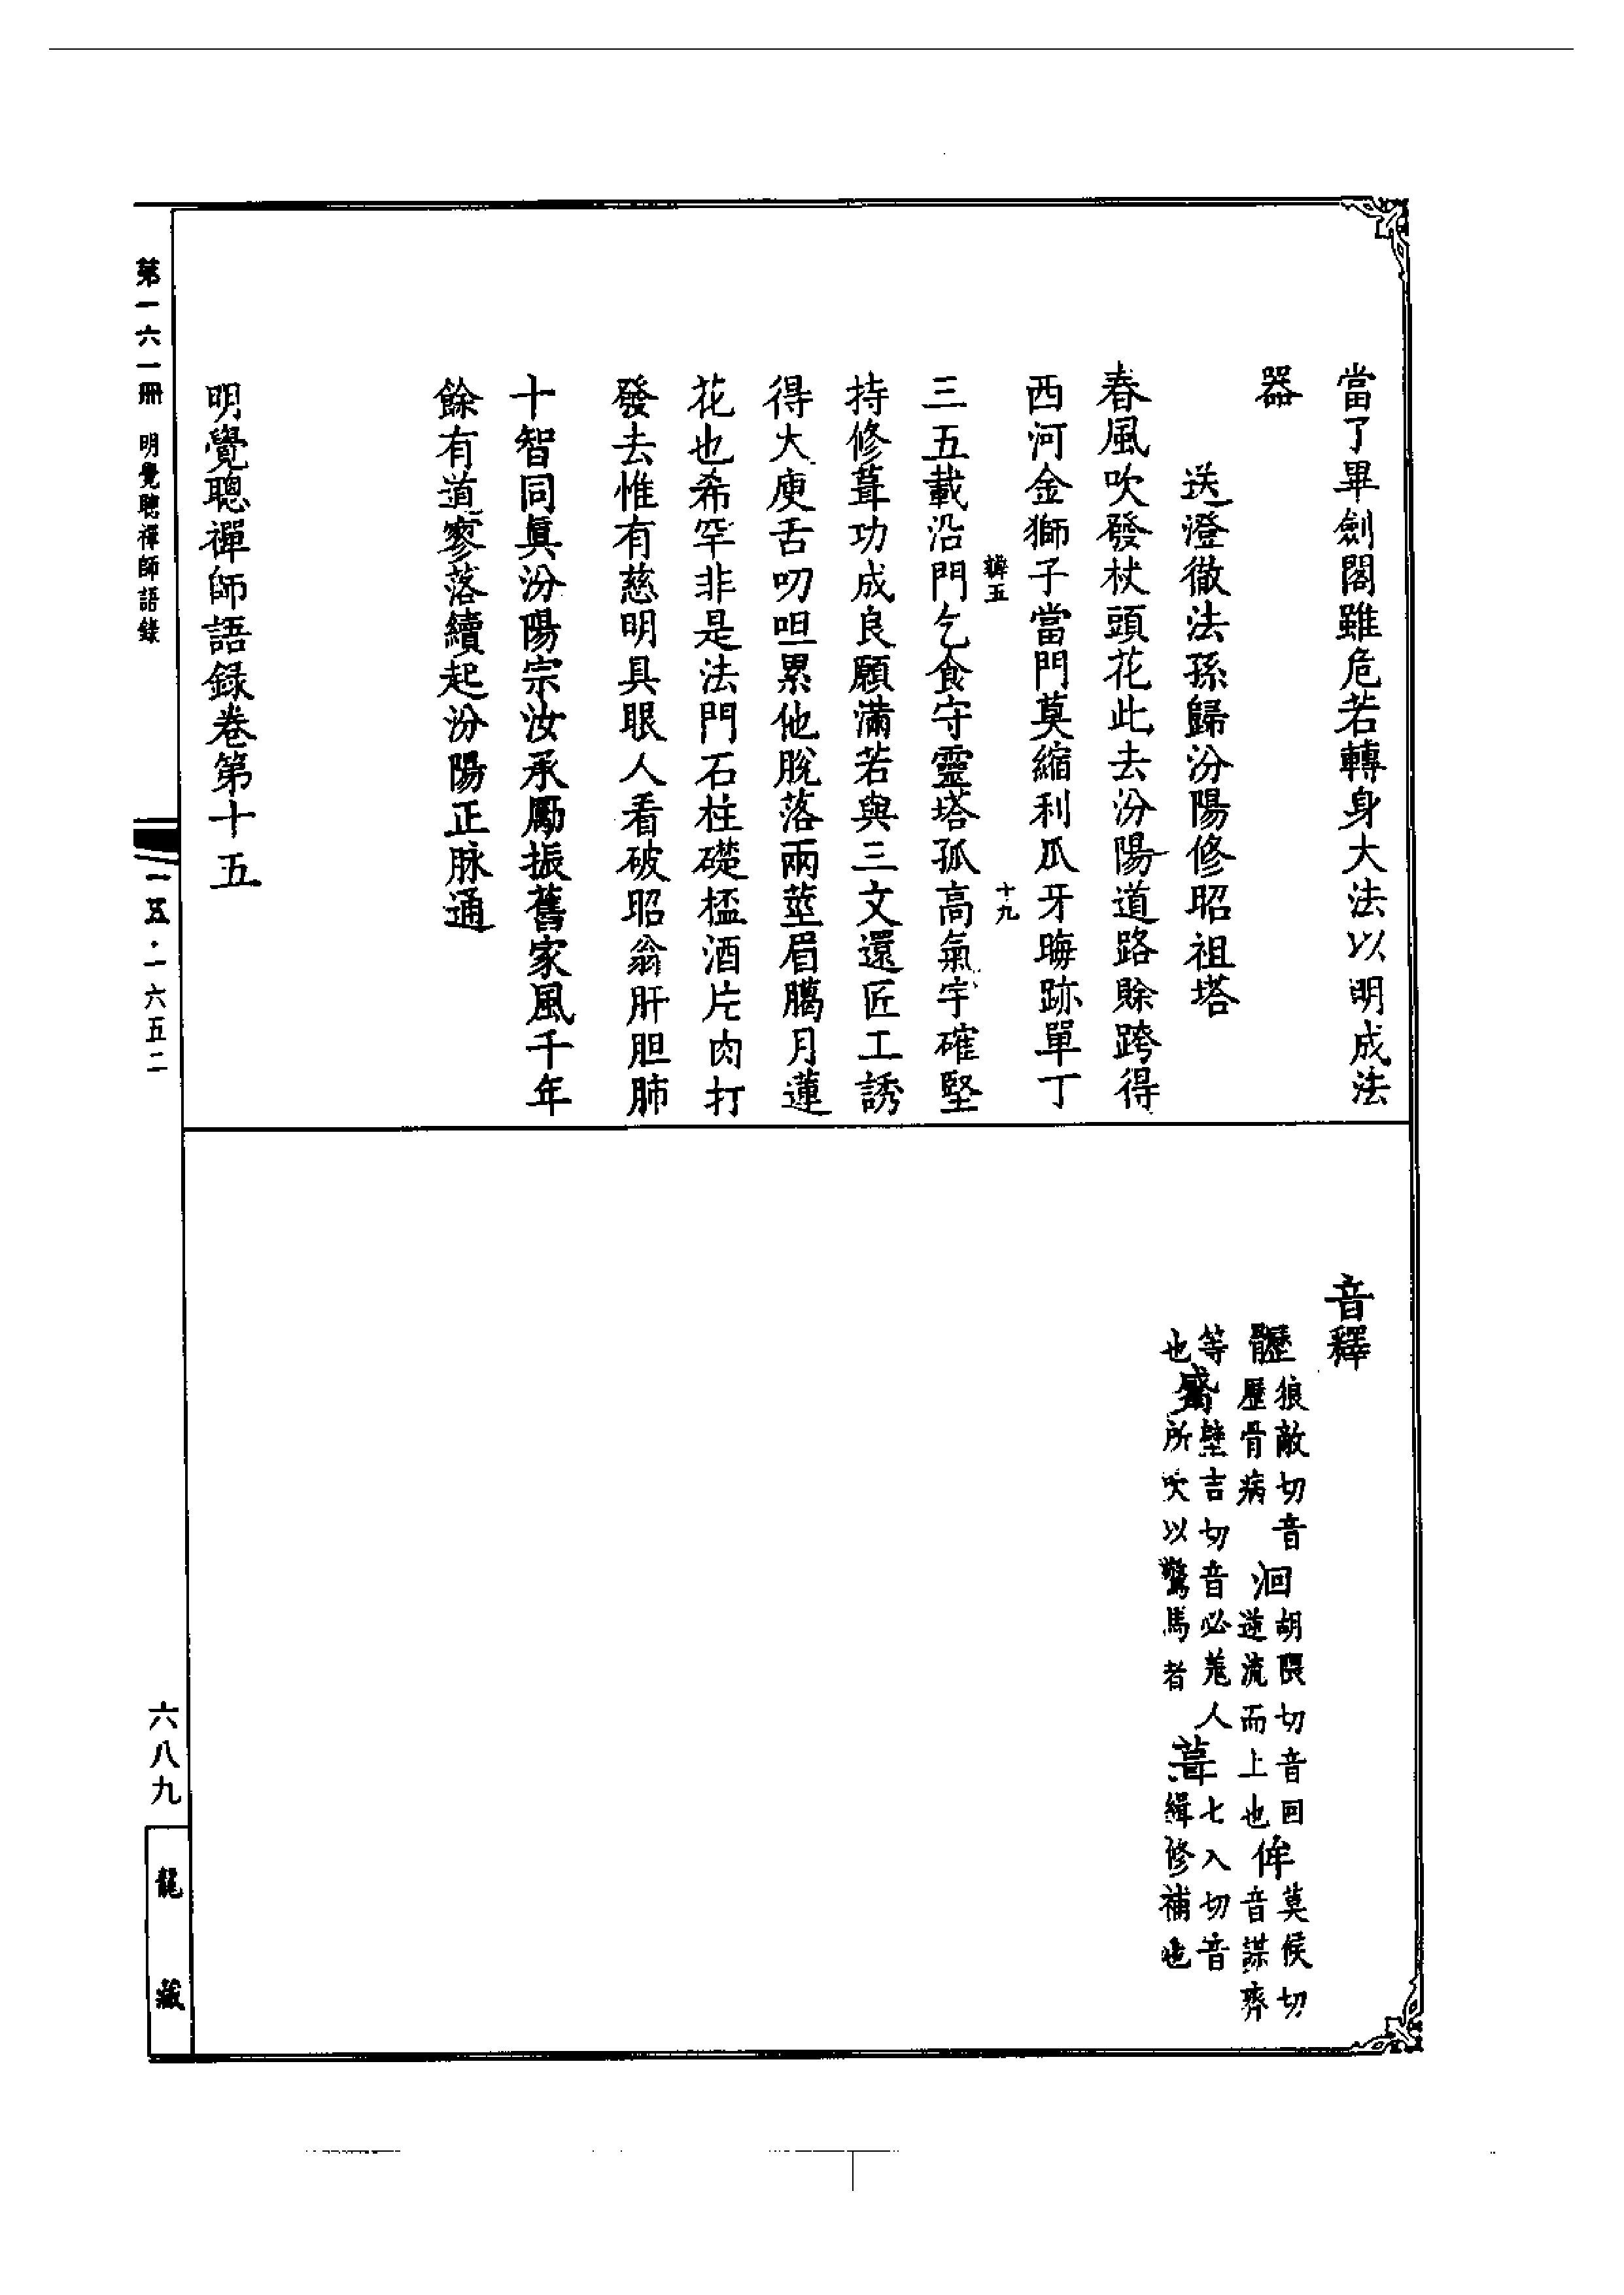 當了畢劍閣雖危若轉身大法以明成法
器
送澄徹法孫歸汾陽修昭祖塔
春風吹發杖頭花此去汾陽道路賒跨得
西河金獅子當門莫縮利爪牙晦跡單丁
三五載沿門乞食守靈塔孤高氣宇確堅
持修葺功成良願滿若與三文還匠工誘
得大庾舌叨呾累他脫落兩莖眉臈月蓮
花也希罕非是法門石柱礎榼酒片肉打
發去惟有慈明具眼人看破昭翁肝胆肺
十智同眞汾陽宗汝承勵振舊家風千年
餘有道寥落續起汾陽正脉通
明覺聰禪師語錄卷第十五
十九
音釋
䯜狼敵切音歷骨病 洄胡隈切音回逆流而上也 侔莫侯切音謀齊
等也 壁吉切音必羌人所吹以驚馬者 葺七入切音緝修補也
第一六一冊 明覺聰禪師語錄
一五·一六五二
六八九
龍藏